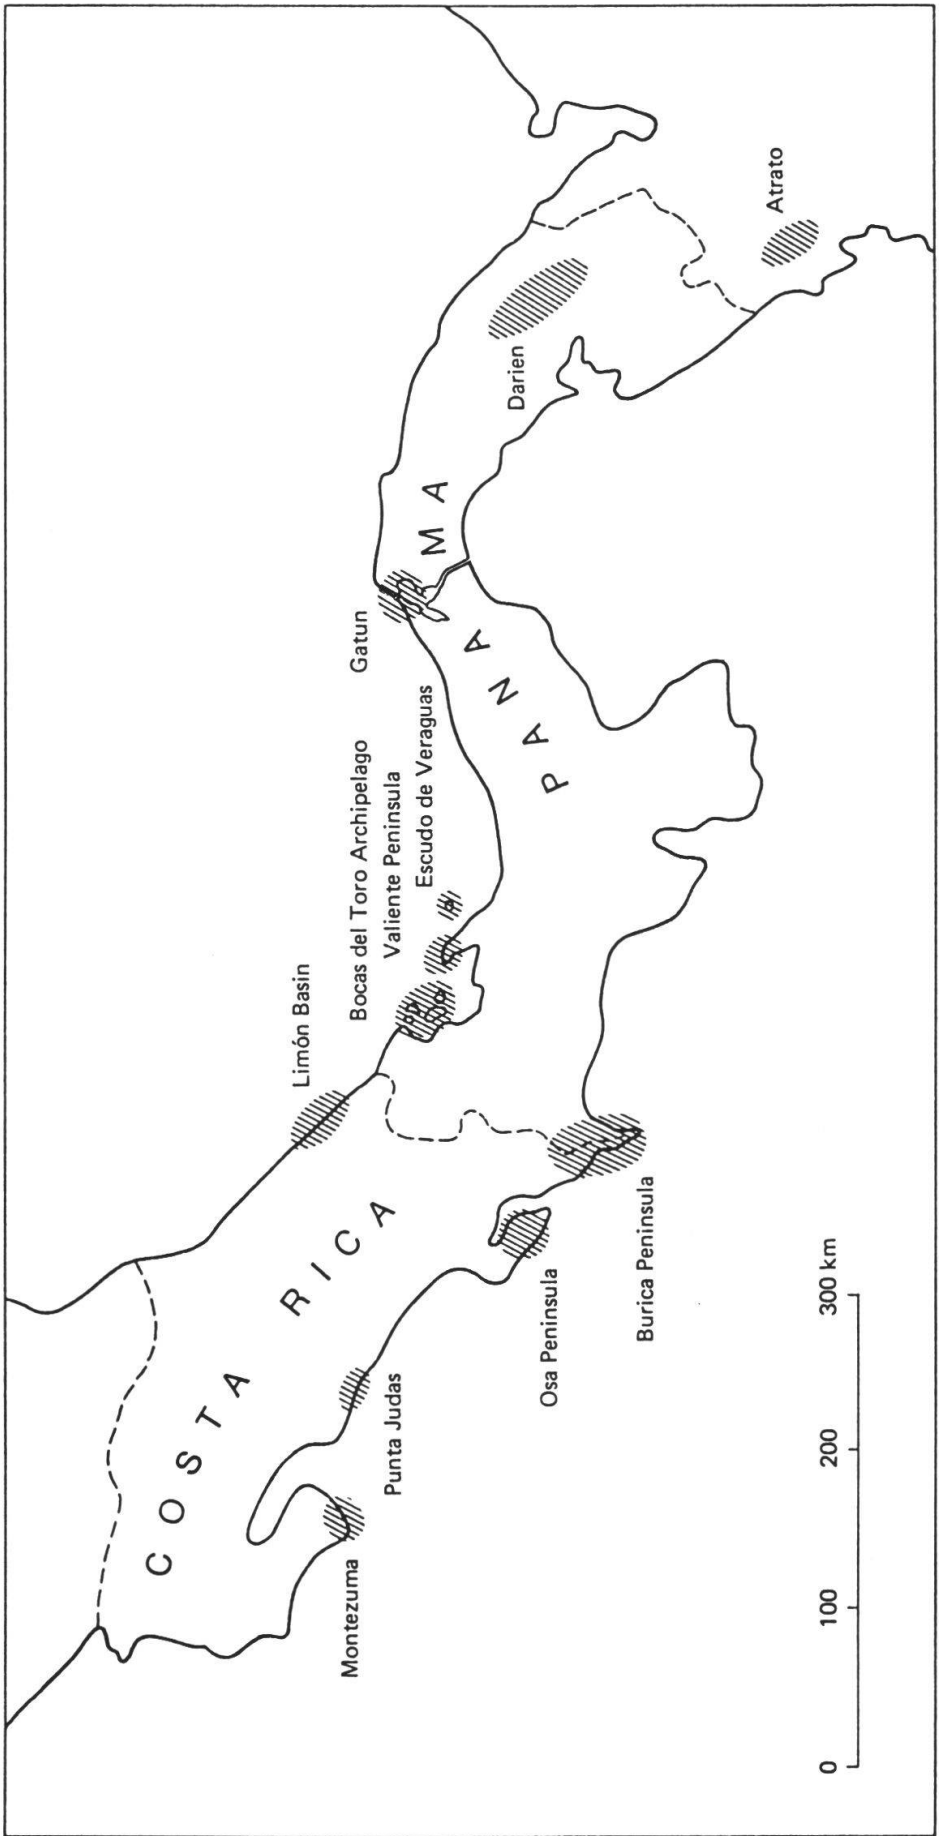 COSTA RICA
PANAMA
Limón Basin
Bocas del Toro Archipelago
Valiente Peninsula
Escudo de Veraguas
Gatun
Darien
Atrato
Montezuma
Punta Judas
Osa Peninsula
Burica Peninsula
0 100 200 300 km